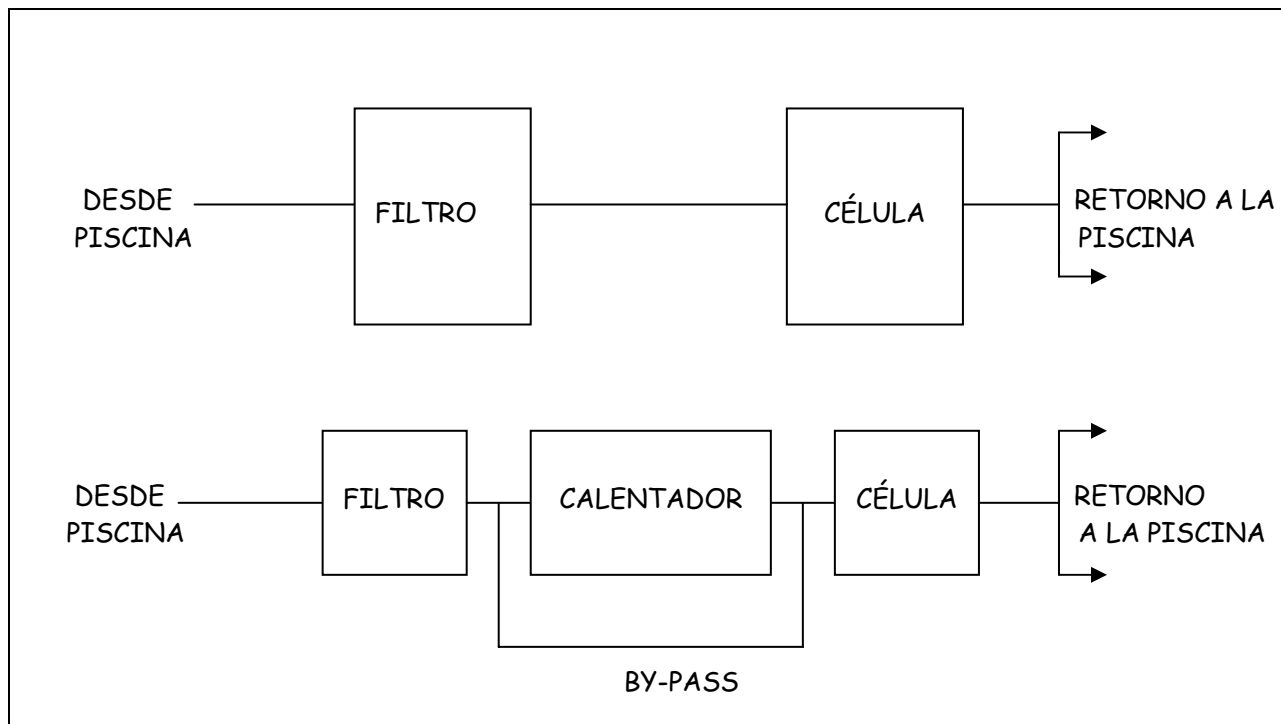 DESDE
PISCINA
FILTRO
CÉLULA
RETORNO A LA
PISCINA
DESDE
PISCINA
FILTRO
CALENTADOR
CÉLULA
RETORNO
A LA PISCINA
BY-PASS